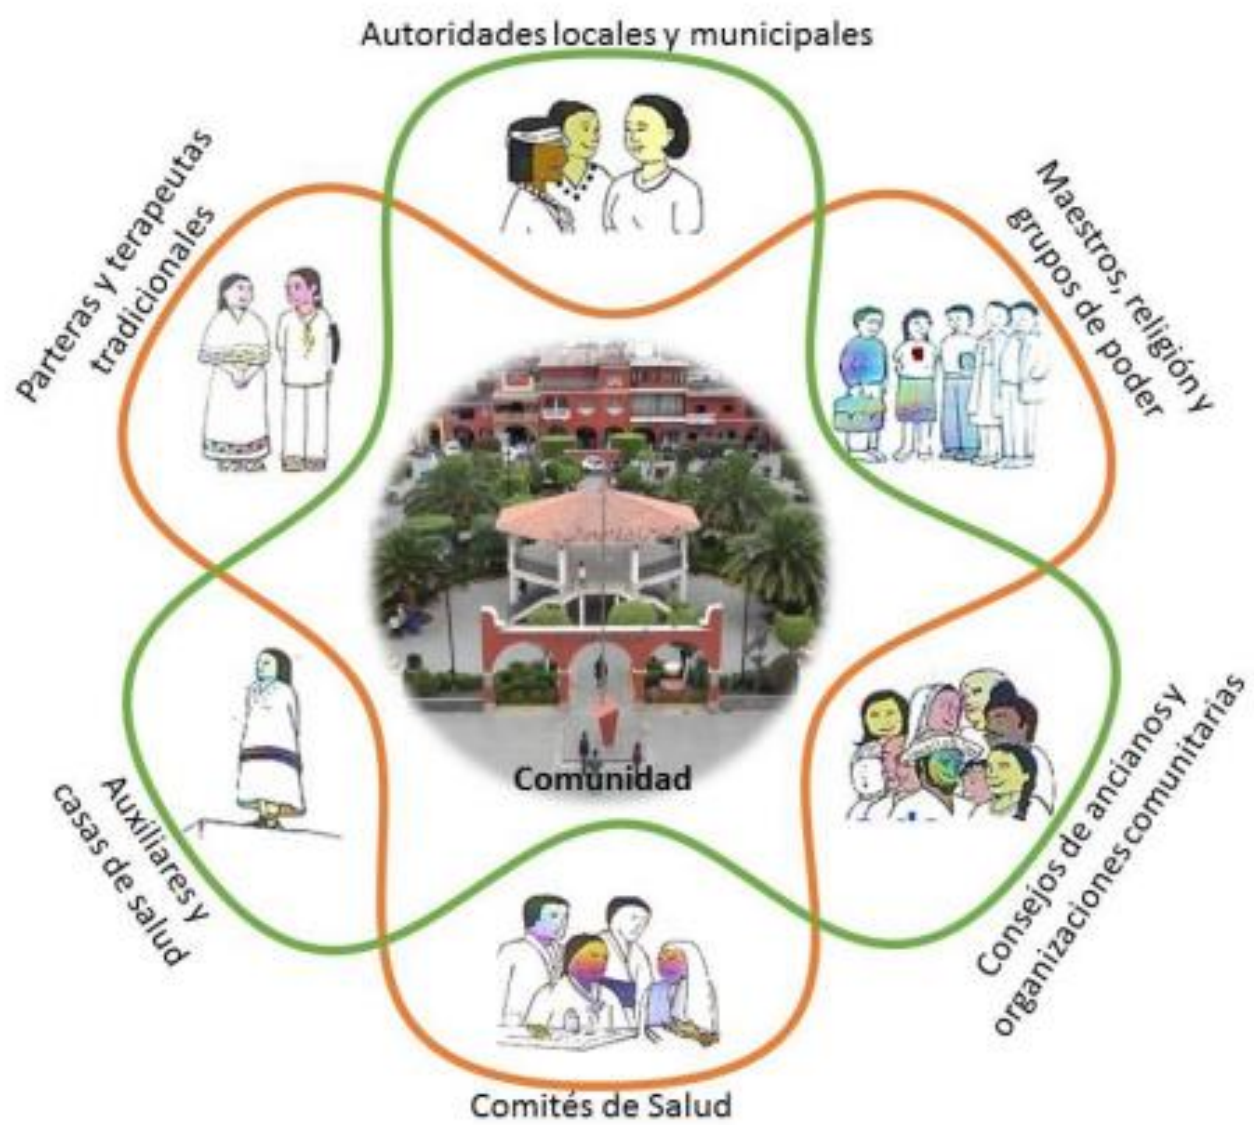 Autoridades locales y municipales
Maestros, religión y
grupos de poder
Consejos de ancianos y
organizaciones comunitarias
Comités de Salud
Auxiliares y
casas de salud
Parteras y terapeutas
tradicionales
Comunidad